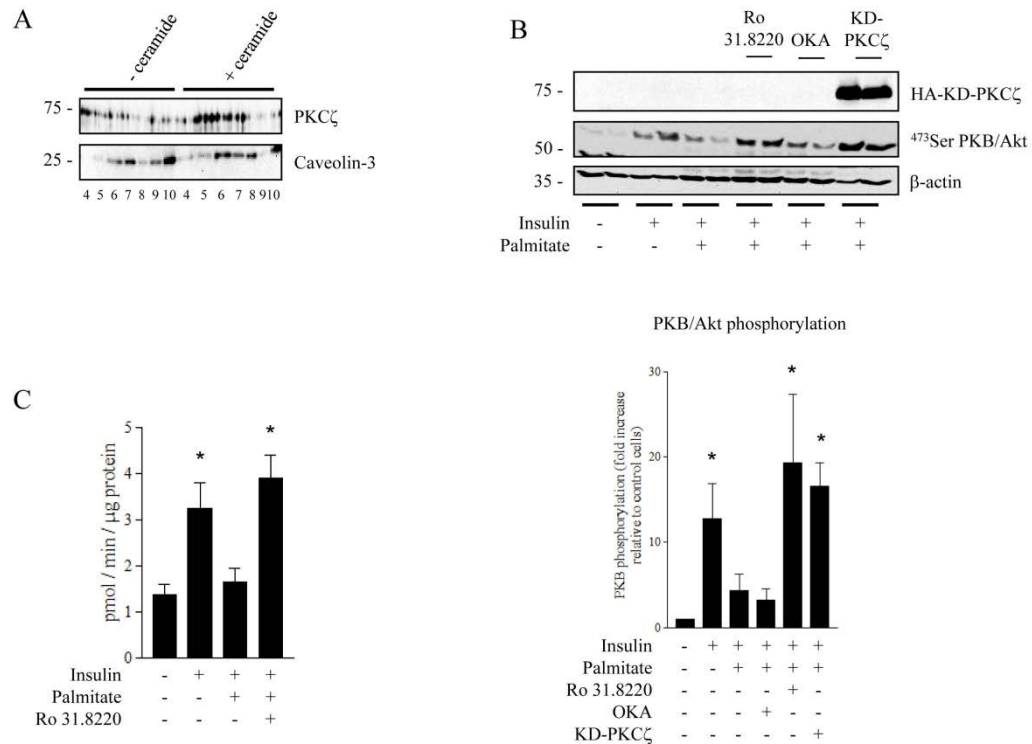 A
- ceramide
+ ceramide
75 -
PKCζ
25 -
Caveolin-3
4 5 6 7 8 9 10 4 5 6 7 8 9 10
B
Ro
31.8220
OKA
KD-
PKCζ
75 -
HA-KD-PKCζ
50 -
⁴⁷³Ser PKB/Akt
35 -
β-actin
Insulin - + + + + +
Palmitate - - + + + +
PKB/Akt phosphorylation
PKB phosphorylation (fold increase
relative to control cells)
30
20
10
0
* * *
Insulin - + + + + +
Palmitate - - + + + +
Ro 31.8220 - - - - + -
OKA - - - + - -
KD-PKCζ - - - - - +
C
pmol / min / µg protein
5
4
3
2
1
0
* *
Insulin - + + +
Palmitate - - + +
Ro 31.8220 - - - +